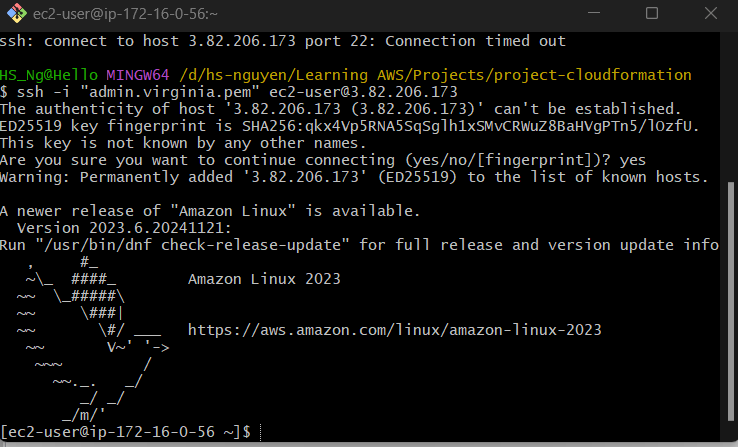 ec2-user@ip-172-16-0-56:~
ssh: connect to host 3.82.206.173 port 22: Connection timed out
HS_Ng@Hello MINGW64 /d/hs-nguyen/Learning AWS/Projects/project-cloudformation
$ ssh -i "admin.virginia.pem" ec2-user@3.82.206.173
The authenticity of host '3.82.206.173 (3.82.206.173)' can't be established.
ED25519 key fingerprint is SHA256:qkx4Vp5RNA5SqSglh1xSMvCRWuZ8BaHVgPTn5/lOzfU.
This key is not known by any other names.
Are you sure you want to continue connecting (yes/no/[fingerprint])? yes
Warning: Permanently added '3.82.206.173' (ED25519) to the list of known hosts.
A newer release of "Amazon Linux" is available.
  Version 2023.6.20241121:
Run "/usr/bin/dnf check-release-update" for full release and version update info
   ,     #_
   ~\_  ####_        Amazon Linux 2023
  ~~  \_#####\
  ~~     \###|
  ~~       \#/ ___   https://aws.amazon.com/linux/amazon-linux-2023
   ~~       V~' '->
    ~~~         /
      ~~._.   _/
         _/ _/
       _/m/'
[ec2-user@ip-172-16-0-56 ~]$